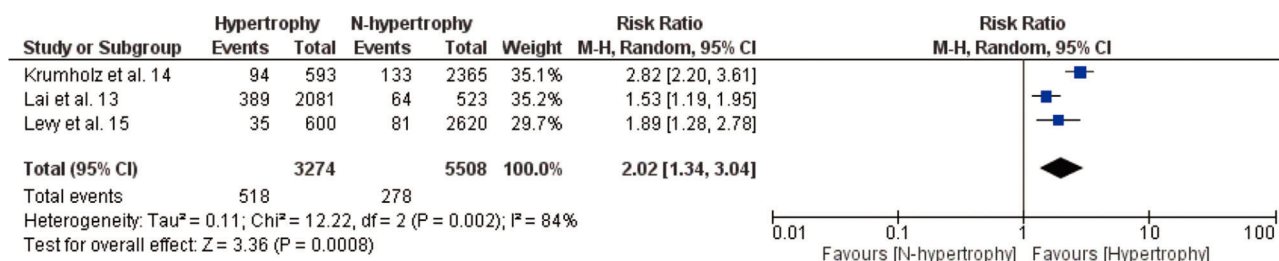 Hypertrophy N-hypertrophy Risk Ratio Risk Ratio
Study or Subgroup Events Total Events Total Weight M-H, Random, 95% CI M-H, Random, 95% CI
Krumholz et al. 14 94 593 133 2365 35.1% 2.82 [2.20, 3.61]
Lai et al. 13 389 2081 64 523 35.2% 1.53 [1.19, 1.95]
Levy et al. 15 35 600 81 2620 29.7% 1.89 [1.28, 2.78]
Total (95% CI) 3274 5508 100.0% 2.02 [1.34, 3.04]
Total events 518 278
Heterogeneity: Tau² = 0.11; Chi² = 12.22, df = 2 (P = 0.002); I² = 84%
Test for overall effect: Z = 3.36 (P = 0.0008)
0.01 0.1 1 10 100
Favours [N-hypertrophy] Favours [Hypertrophy]